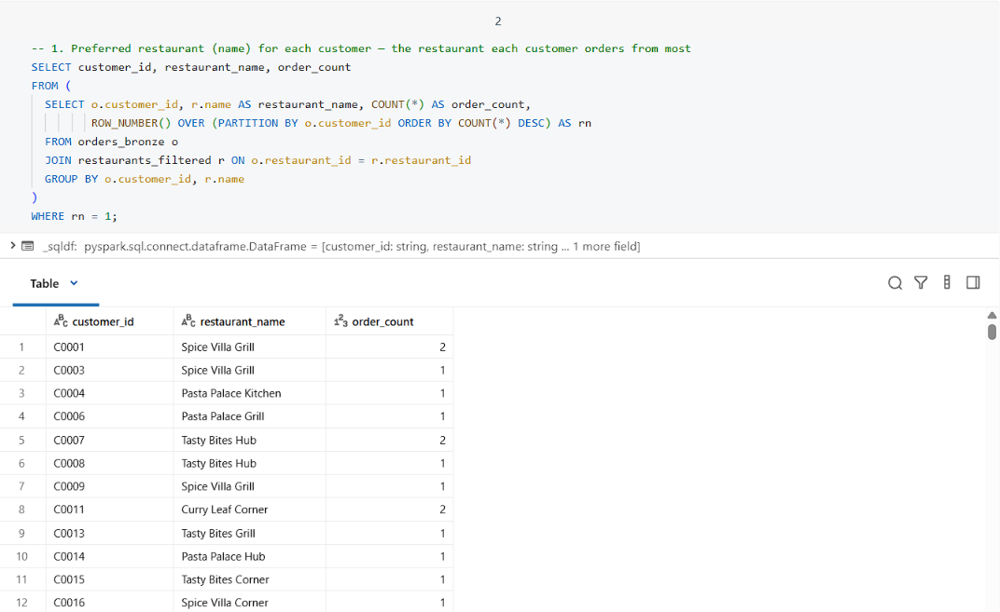 2
-- 1. Preferred restaurant (name) for each customer — the restaurant each customer orders from most
SELECT customer_id, restaurant_name, order_count
FROM (
SELECT o.customer_id, r.name AS restaurant_name, COUNT(*) AS order_count,
ROW_NUMBER() OVER (PARTITION BY o.customer_id ORDER BY COUNT(*) DESC) AS rn
FROM orders_bronze o
JOIN restaurants_filtered r ON o.restaurant_id = r.restaurant_id
GROUP BY o.customer_id, r.name
)
WHERE rn = 1;
_sqldf: pyspark.sql.connect.dataframe.DataFrame = [customer_id: string, restaurant_name: string ... 1 more field]
Table
ABC customer_id ABC restaurant_name 123 order_count
1 C0001 Spice Villa Grill 2
2 C0003 Spice Villa Grill 1
3 C0004 Pasta Palace Kitchen 1
4 C0006 Pasta Palace Grill 1
5 C0007 Tasty Bites Hub 2
6 C0008 Tasty Bites Hub 1
7 C0009 Spice Villa Grill 1
8 C0011 Curry Leaf Corner 2
9 C0013 Tasty Bites Grill 1
10 C0014 Pasta Palace Hub 1
11 C0015 Tasty Bites Corner 1
12 C0016 Spice Villa Corner 1